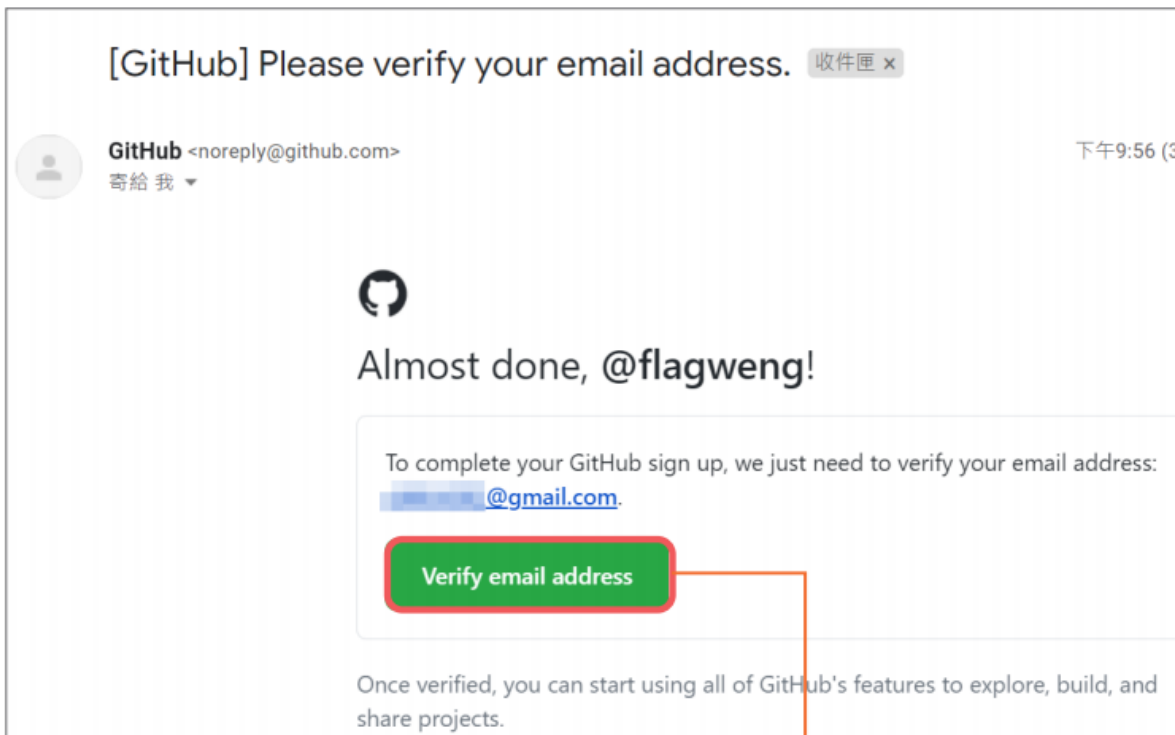 [GitHub] Please verify your email address. 收件匣 ×
GitHub <noreply@github.com>
下午9:56 (3
寄給 我
Almost done, @flagweng!
To complete your GitHub sign up, we just need to verify your email address:
@gmail.com.
Verify email address
Once verified, you can start using all of GitHub's features to explore, build, and
share projects.